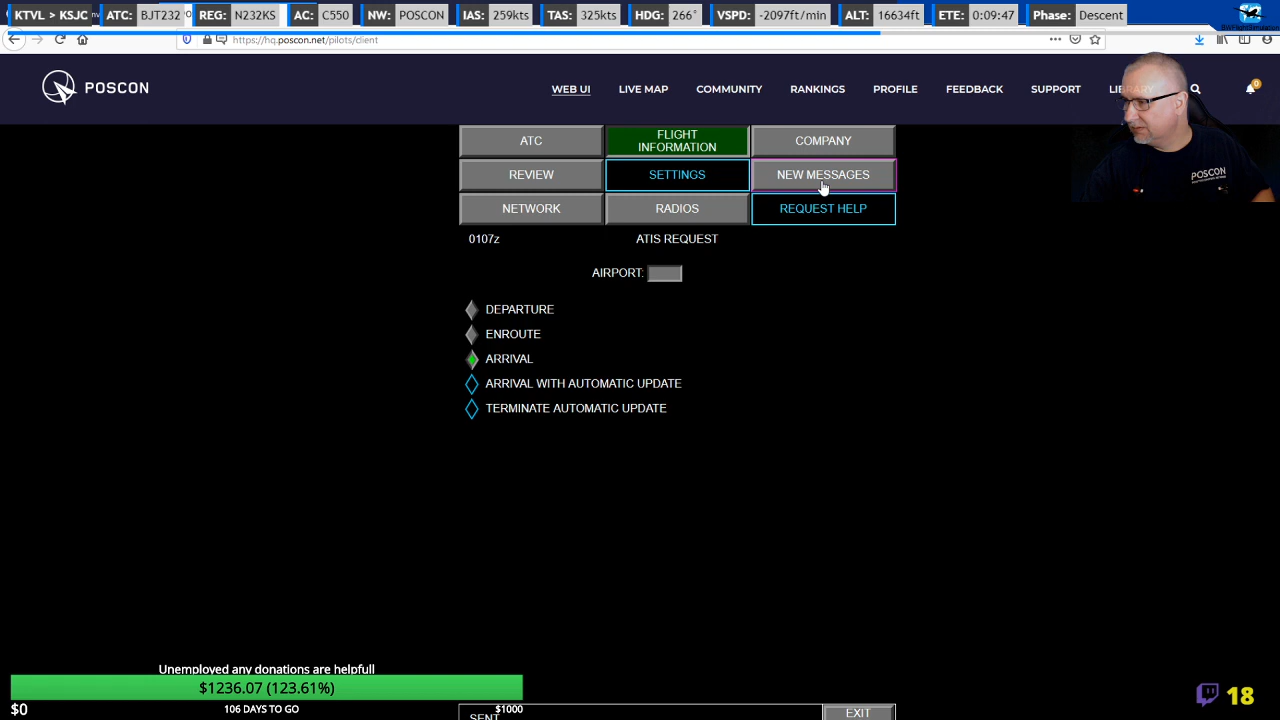 KTVL > KSJC ATC: BJT232 REG: N232KS AC: C550 NW: POSCON IAS: 259kts TAS: 325kts HDG: 266° VSPD: -2097ft/min ALT: 16634ft ETE: 0:09:47 Phase: Descent
https://hq.poscon.net/pilots/client
POSCON
WEB UI LIVE MAP COMMUNITY RANKINGS PROFILE FEEDBACK SUPPORT
0
ATC FLIGHT INFORMATION COMPANY
REVIEW SETTINGS NEW MESSAGES
NETWORK RADIOS REQUEST HELP
0107z ATIS REQUEST
AIRPORT:
DEPARTURE
ENROUTE
ARRIVAL
ARRIVAL WITH AUTOMATIC UPDATE
TERMINATE AUTOMATIC UPDATE
POSCON
Unemployed any donations are helpfull
$1236.07 (123.61%)
$0 106 DAYS TO GO $1000
SENT EXIT
18